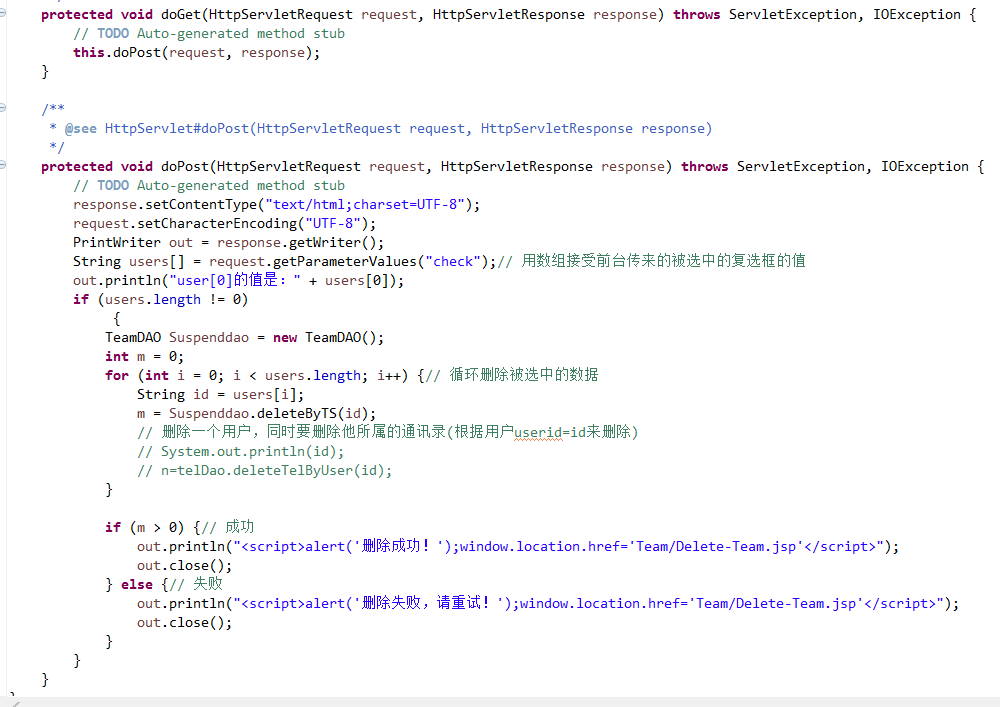 protected void doGet(HttpServletRequest request, HttpServletResponse response) throws ServletException, IOException {
// TODO Auto-generated method stub
this.doPost(request, response);
}
/**
* @see HttpServlet#doPost(HttpServletRequest request, HttpServletResponse response)
*/
protected void doPost(HttpServletRequest request, HttpServletResponse response) throws ServletException, IOException {
// TODO Auto-generated method stub
response.setContentType("text/html;charset=UTF-8");
request.setCharacterEncoding("UTF-8");
PrintWriter out = response.getWriter();
String users[] = request.getParameterValues("check");// 用数组接受前台传来的被选中的复选框的值
out.println("user[0]的值是：" + users[0]);
if (users.length != 0)
{
TeamDAO Suspenddao = new TeamDAO();
int m = 0;
for (int i = 0; i < users.length; i++) {// 循环删除被选中的数据
String id = users[i];
m = Suspenddao.deleteByTS(id);
// 删除一个用户，同时要删除他所属的通讯录(根据用户userid=id来删除)
// System.out.println(id);
// n=telDao.deleteTelByUser(id);
}
if (m > 0) {// 成功
out.println("<script>alert('删除成功！');window.location.href='Team/Delete-Team.jsp'</script>");
out.close();
} else {// 失败
out.println("<script>alert('删除失败，请重试！');window.location.href='Team/Delete-Team.jsp'</script>");
out.close();
}
}
}